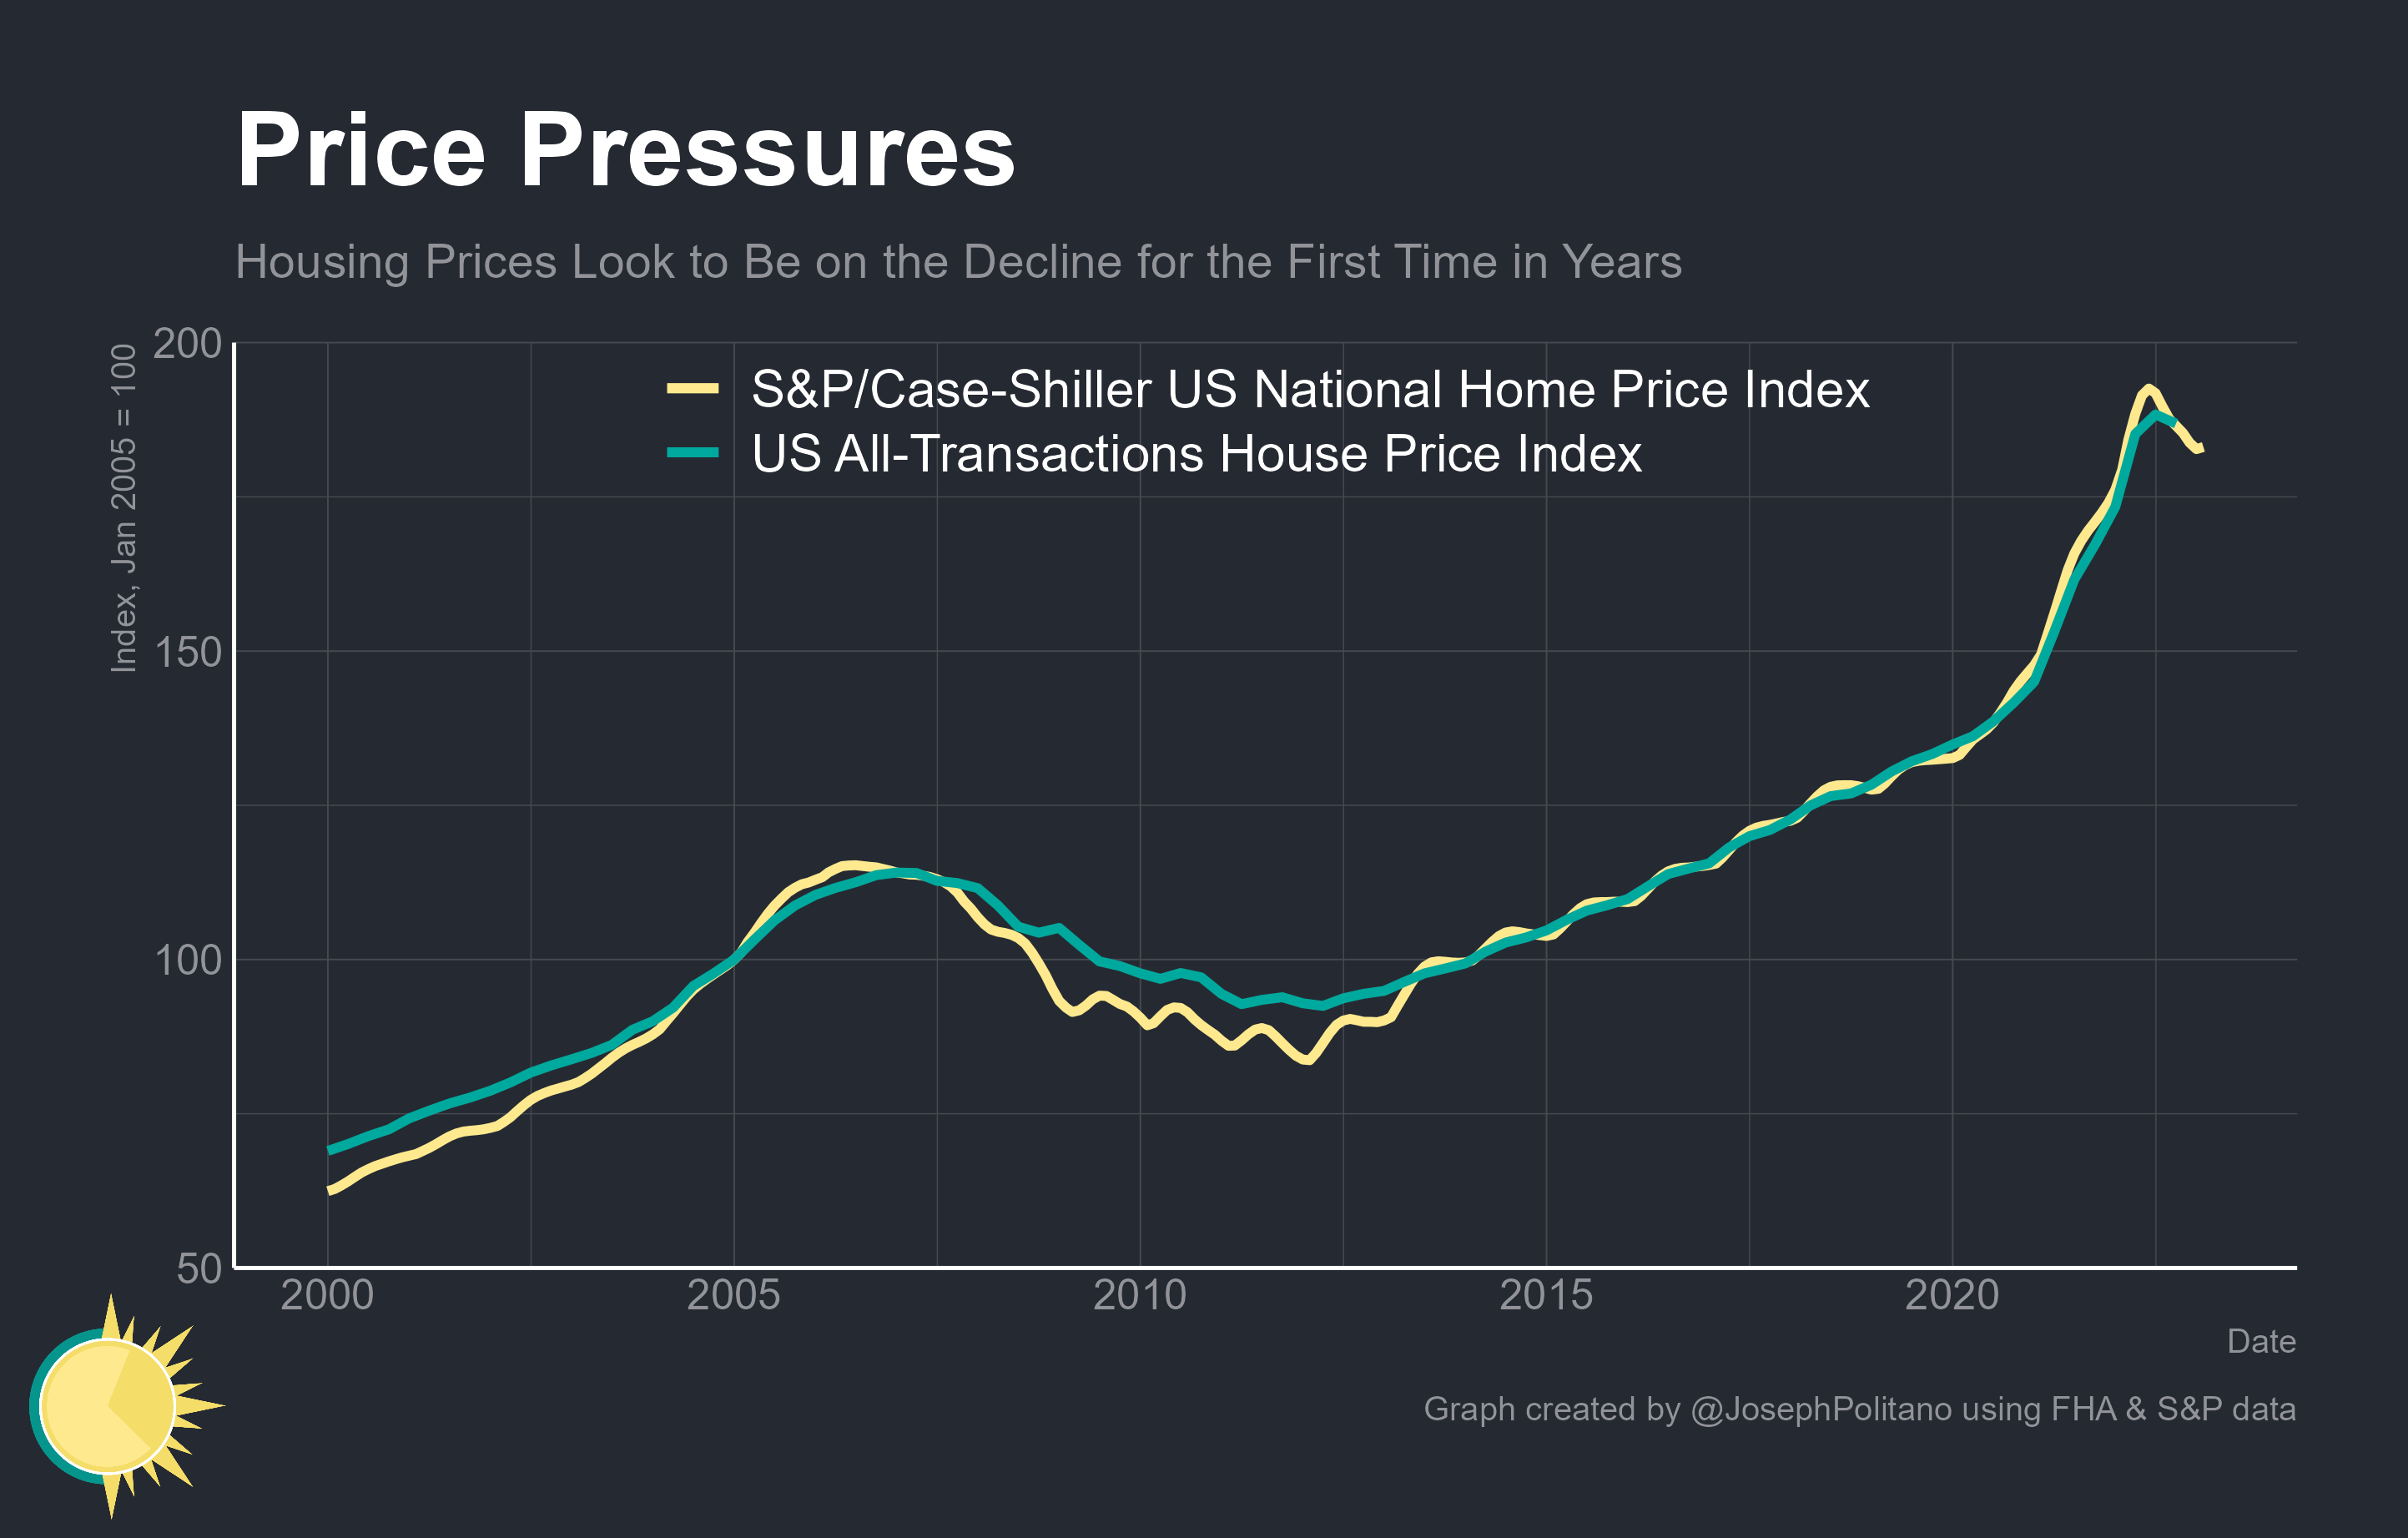 Price Pressures
Housing Prices Look to Be on the Decline for the First Time in Years
Index, Jan 2005 = 100
200
150
100
50
S&P/Case-Shiller US National Home Price Index
US All-Transactions House Price Index
2000 2005 2010 2015 2020
Date
Graph created by @JosephPolitano using FHA & S&P data